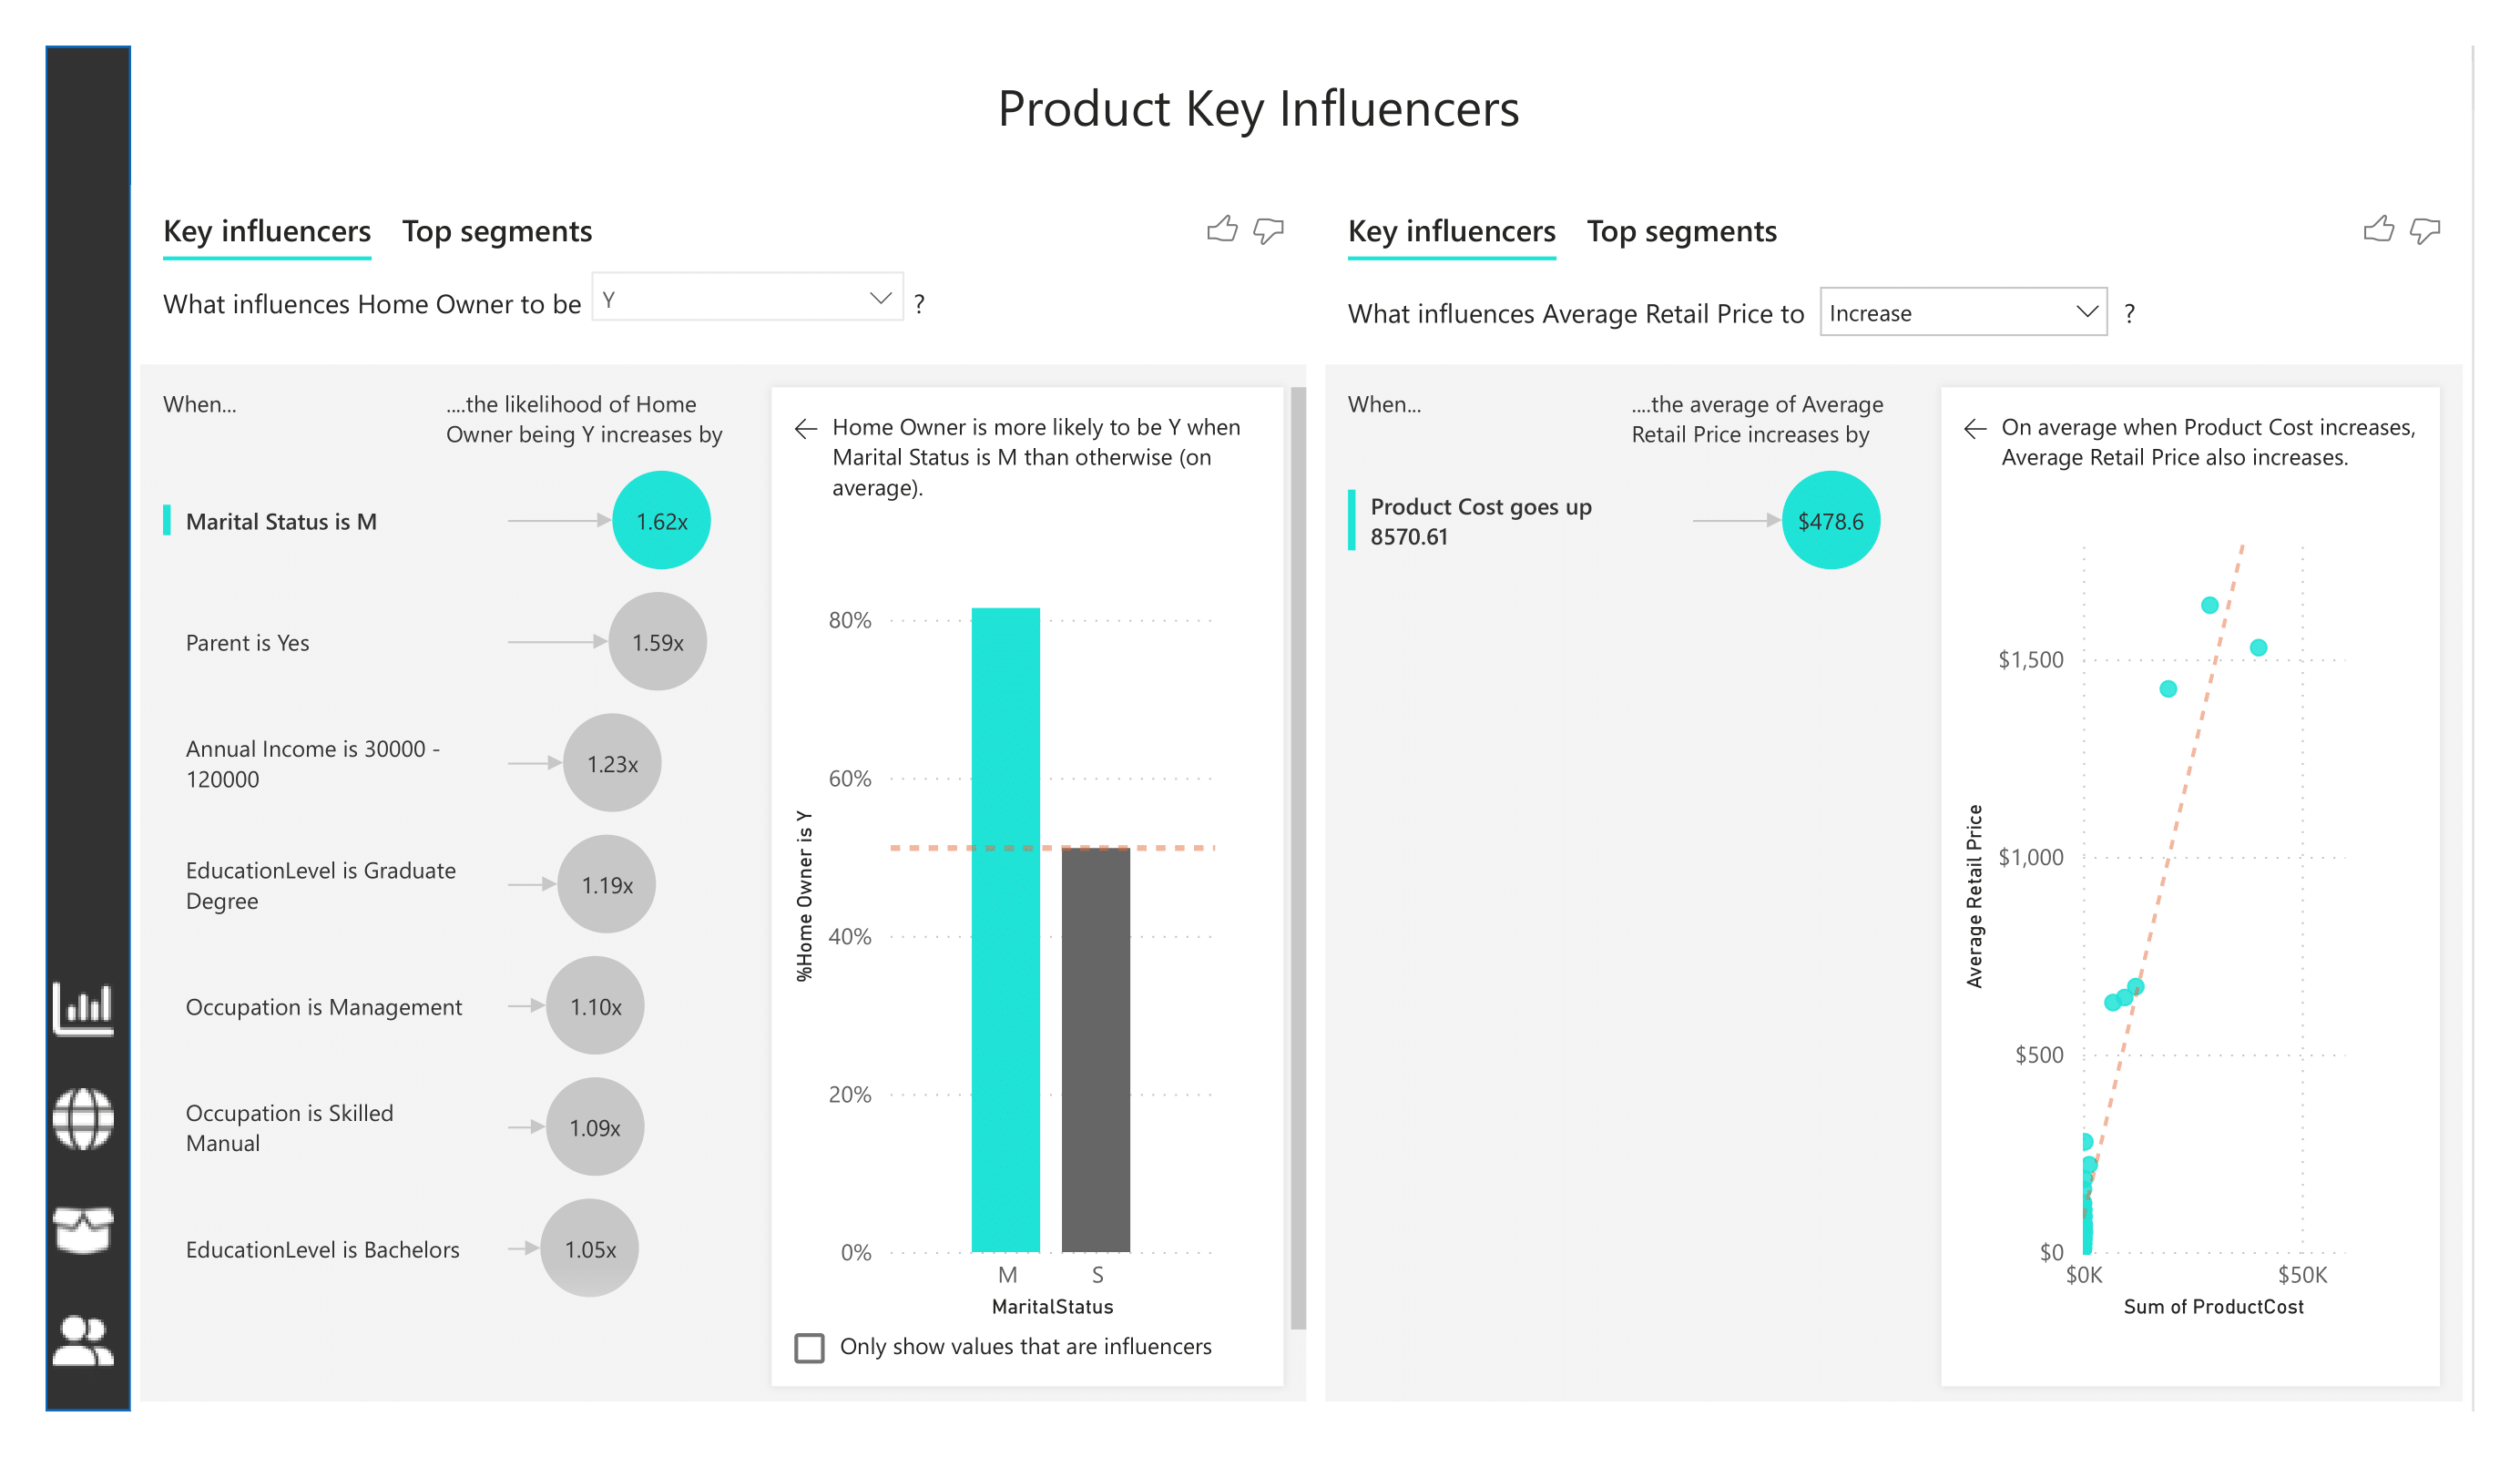 Product Key Influencers
Key influencers
Top segments
What influences Home Owner to be
Y
?
When...
....the likelihood of Home
Owner being Y increases by
Marital Status is M
1.62x
Parent is Yes
1.59x
Annual Income is 30000 -
120000
1.23x
EducationLevel is Graduate
Degree
1.19x
Occupation is Management
1.10x
Occupation is Skilled
Manual
1.09x
EducationLevel is Bachelors
1.05x
Home Owner is more likely to be Y when
Marital Status is M than otherwise (on
average).
%Home Owner is Y
80%
60%
40%
20%
0%
M
S
MaritalStatus
Only show values that are influencers
Key influencers
Top segments
What influences Average Retail Price to
Increase
?
When...
....the average of Average
Retail Price increases by
Product Cost goes up
8570.61
$478.6
On average when Product Cost increases,
Average Retail Price also increases.
Average Retail Price
$1,500
$1,000
$500
$0
$0K
$50K
Sum of ProductCost